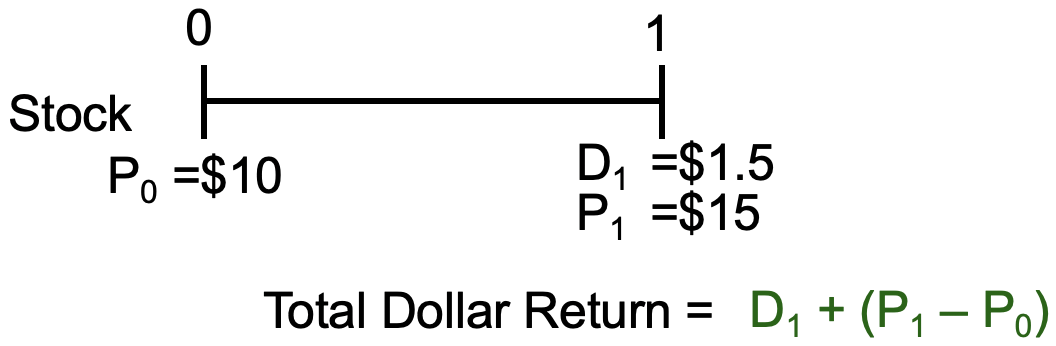 0 1
Stock
P₀ =$10
D₁ =$1.5
P₁ =$15
Total Dollar Return = D₁ + (P₁ – P₀)